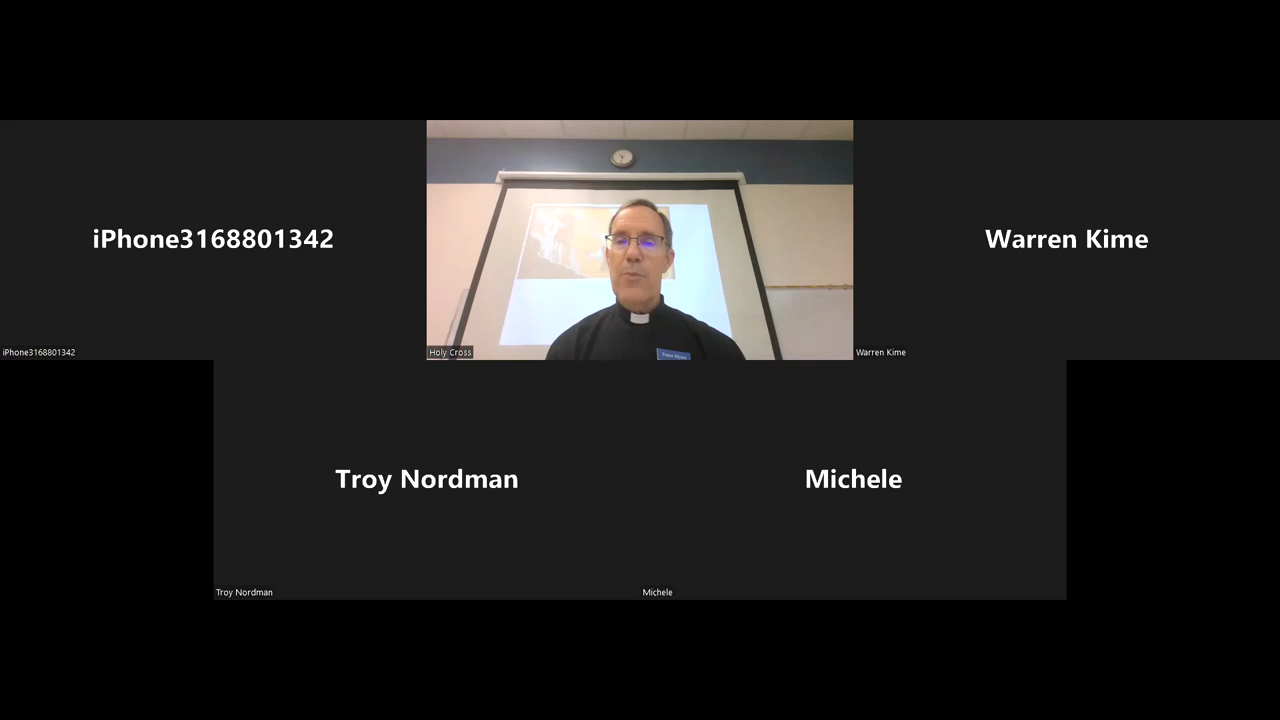 iPhone3168801342
Warren Kime
iPhone3168801342
Holy Cross
Warren Kime
Troy Nordman
Michele
Troy Nordman
Michele